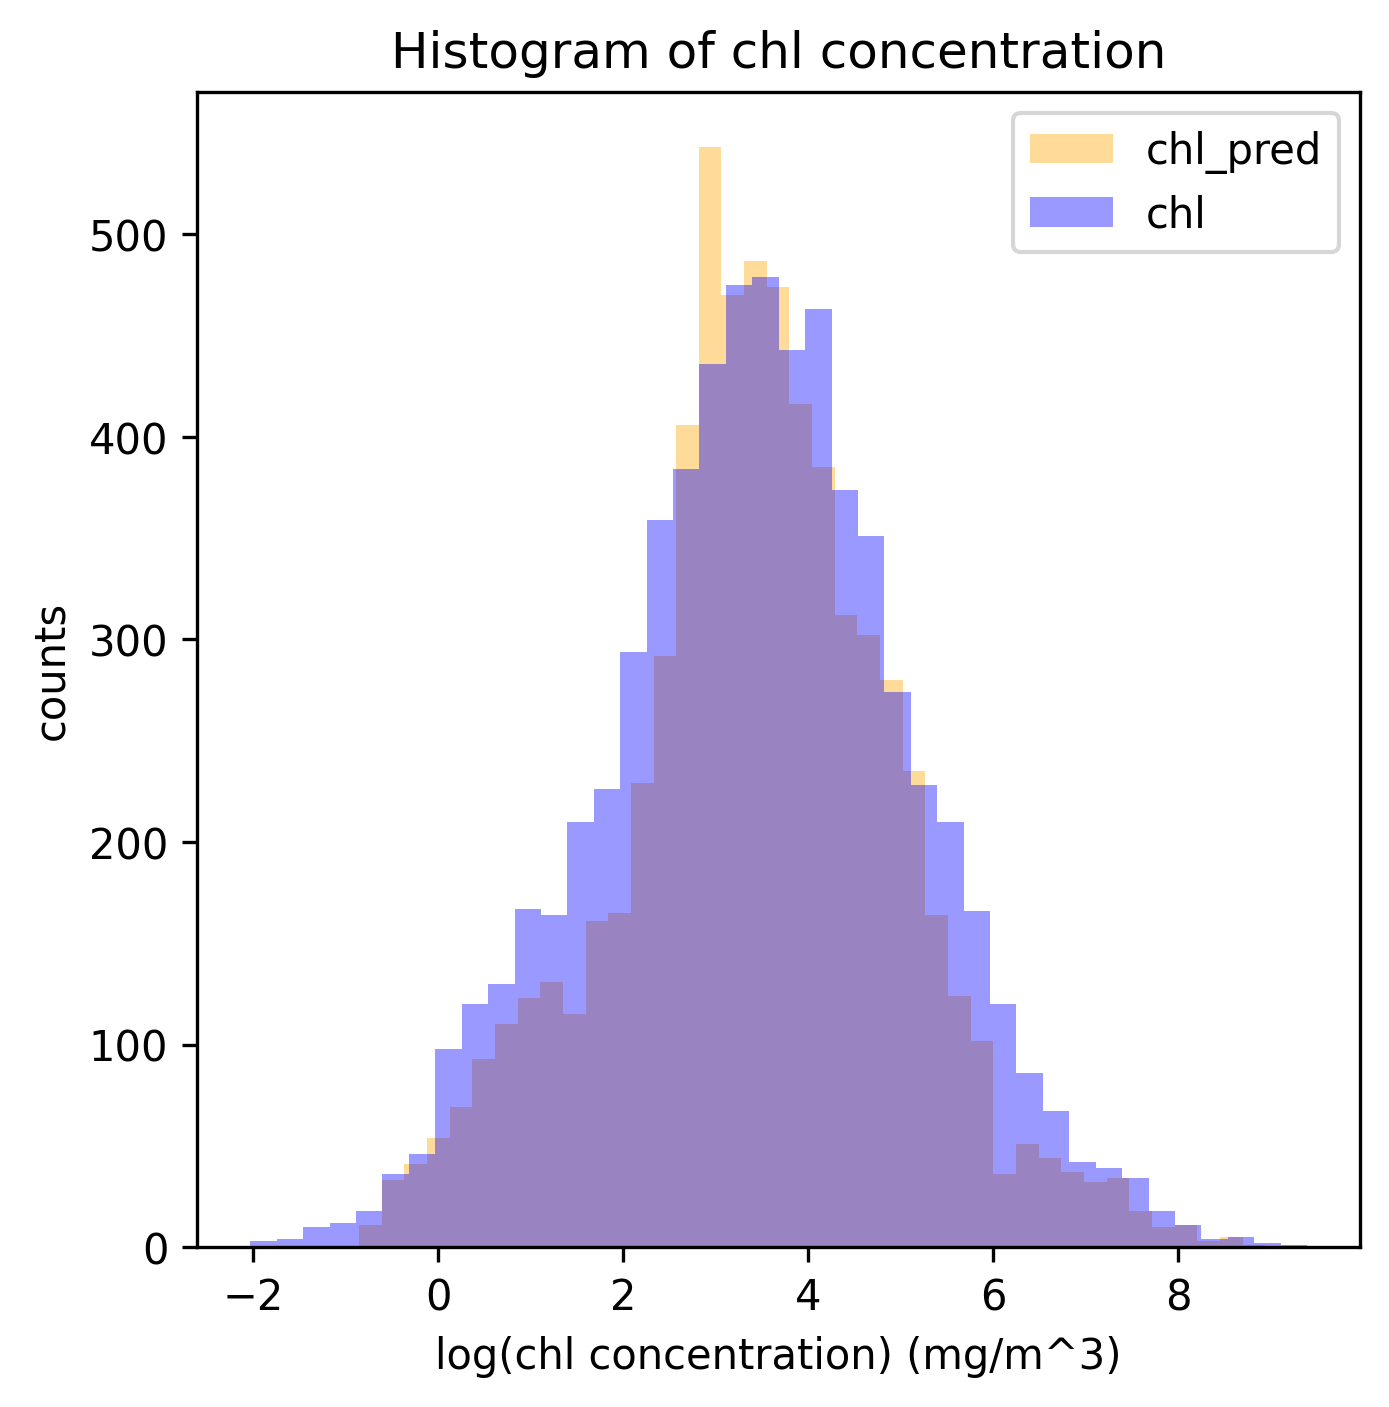 Histogram of chl concentration
chl_pred
chl
500
400
300
200
100
0
counts
−2 0 2 4 6 8
log(chl concentration) (mg/m^3)